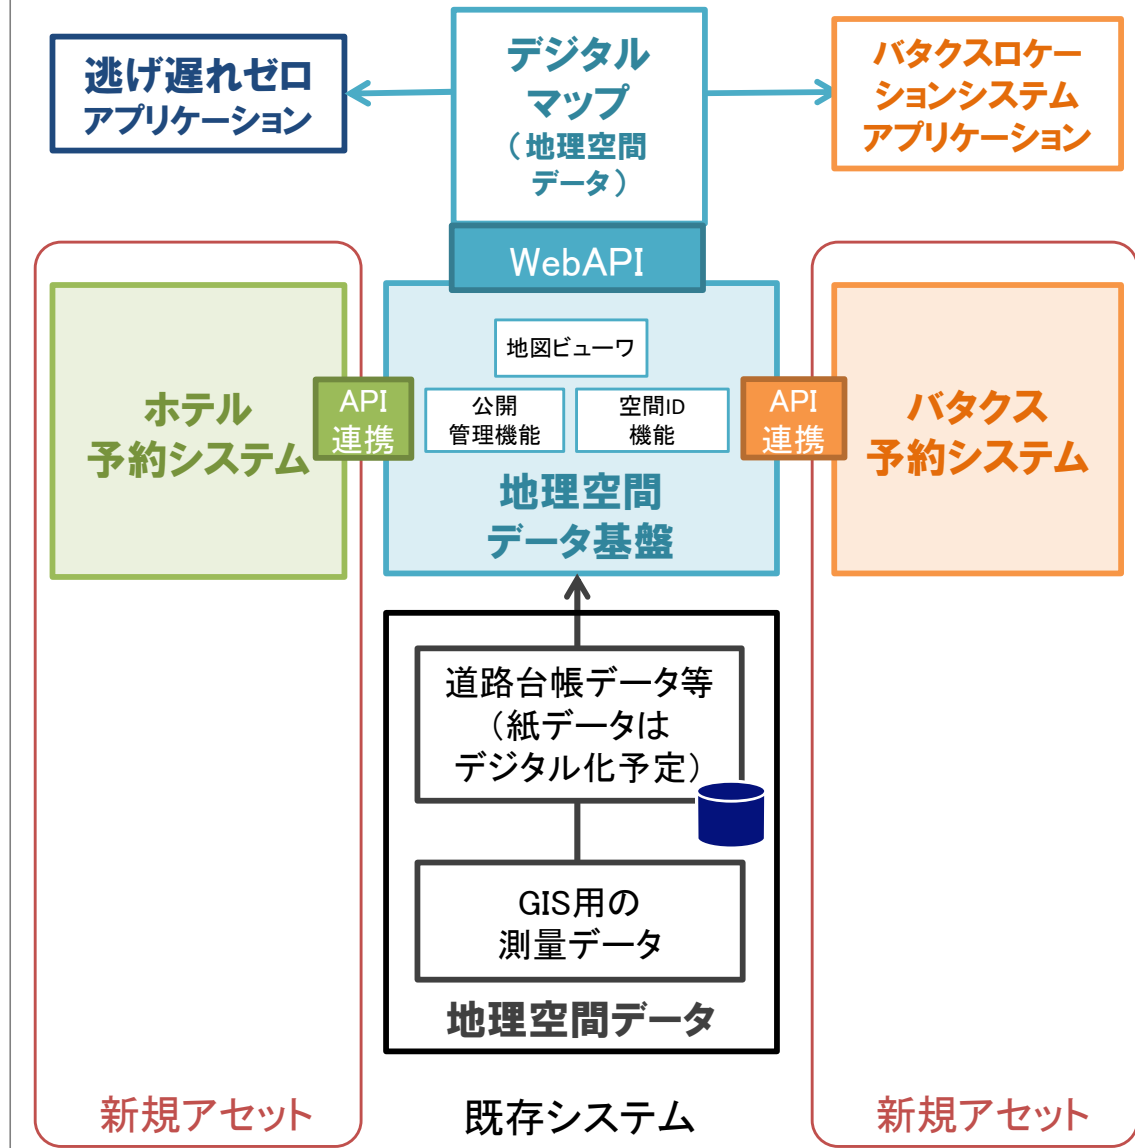 逃げ遅れゼロ
アプリケーション
デジタル
マップ
（地理空間
データ）
バタクスロケー
ションシステム
アプリケーション
WebAPI
地図ビューワ
公開
管理機能
空間ID
機能
ホテル
予約システム
API
連携
API
連携
バタクス
予約システム
地理空間
データ基盤
道路台帳データ等
（紙データは
デジタル化予定）
GIS用の
測量データ
地理空間データ
新規アセット
既存システム
新規アセット